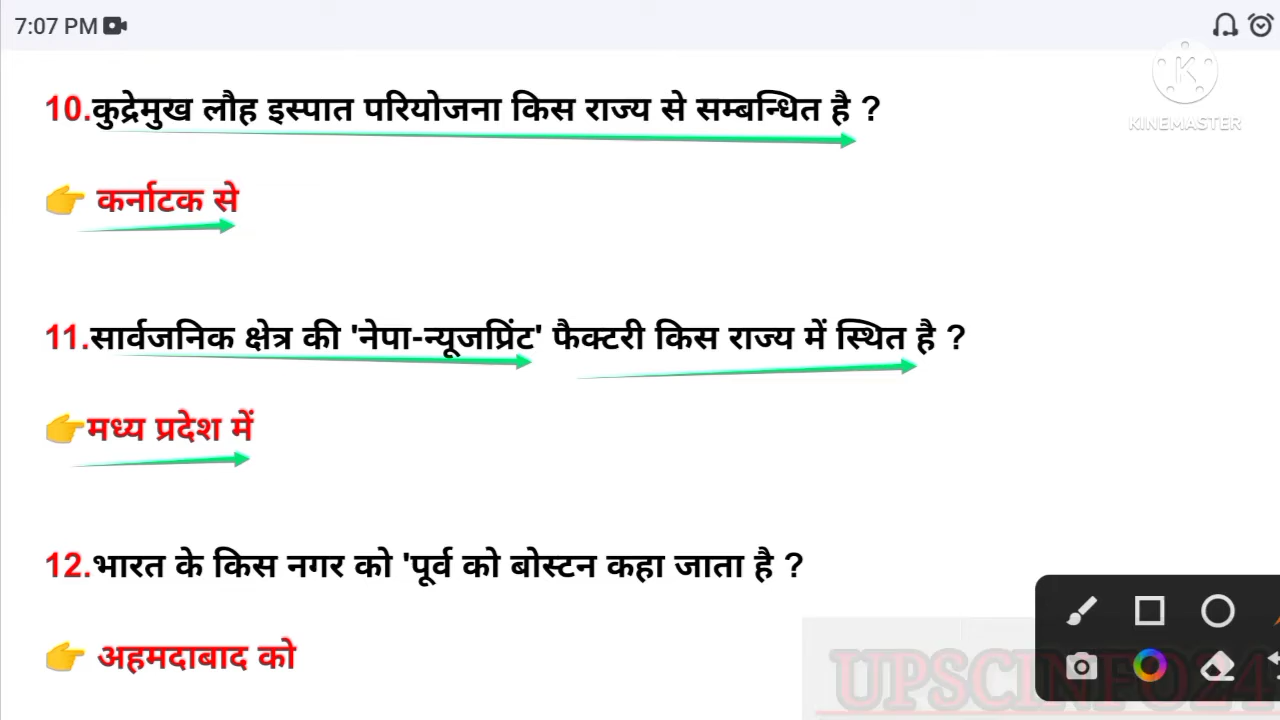 7:07 PM
KINEMASTER
10.कुद्रेमुख लौह इस्पात परियोजना किस राज्य से सम्बन्धित है ?
👉 कर्नाटक से
11.सार्वजनिक क्षेत्र की 'नेपा-न्यूजप्रिंट' फैक्टरी किस राज्य में स्थित है ?
👉मध्य प्रदेश में
12.भारत के किस नगर को 'पूर्व को बोस्टन कहा जाता है ?
👉 अहमदाबाद को
UPSCINFO24